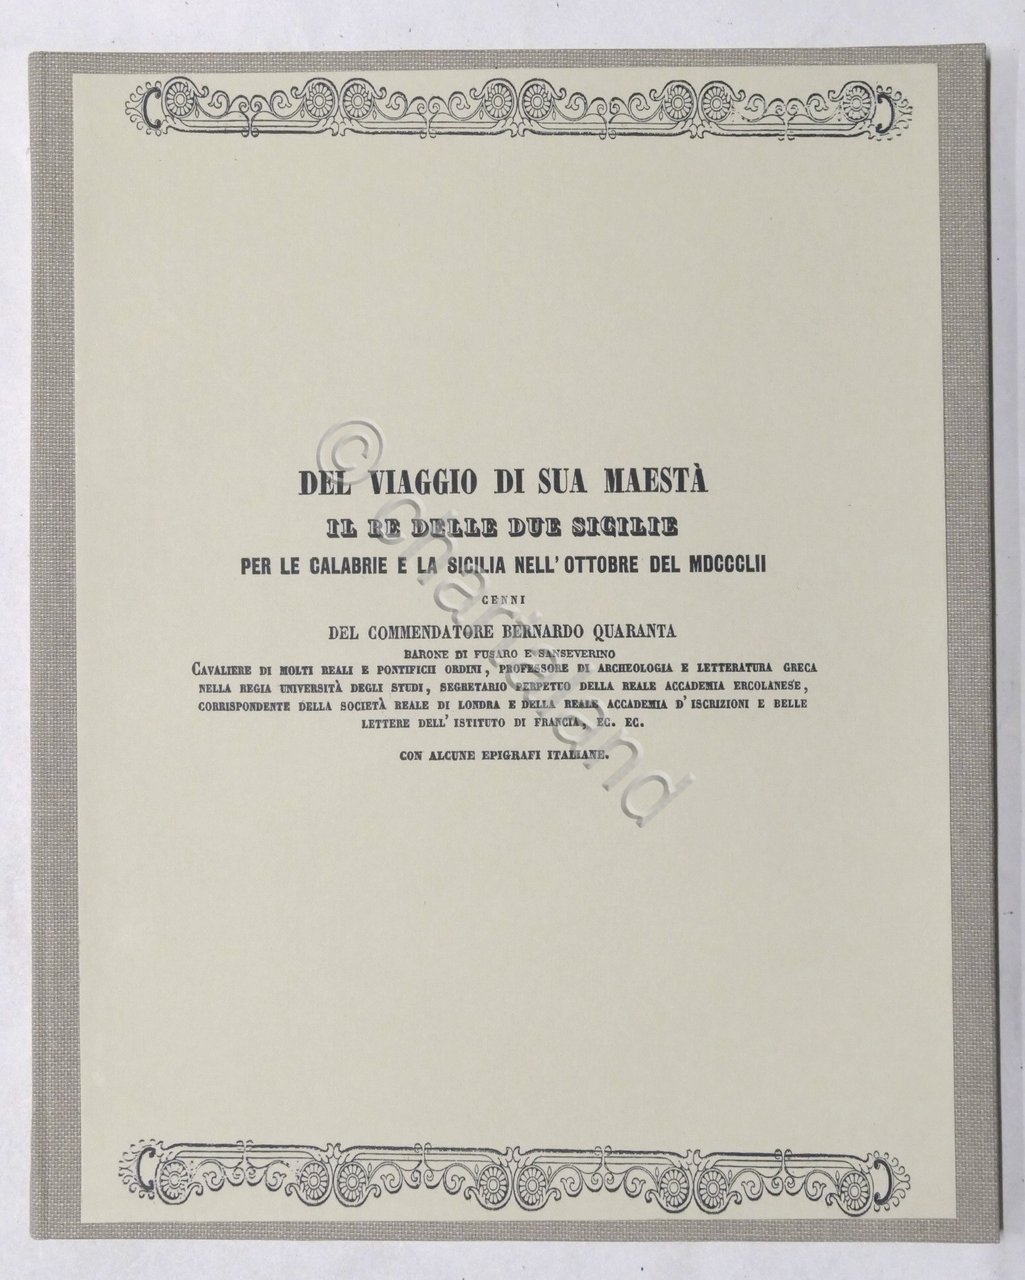 DEL VIAGGIO DI SUA MAESTÀ
IL RE DELLE DUE SICILIE
PER LE CALABRIE E LA SICILIA NELL' OTTOBRE DEL MDCCCLII
CENNI
DEL COMMENDATORE BERNARDO QUARANTA
BARONE DI FUSARO E SANSEVERINO
CAVALIERE DI MOLTI REALI E PONTIFICII ORDINI, PROFESSORE DI ARCHEOLOGIA E LETTERATURA GRECA
NELLA REGIA UNIVERSITÀ DEGLI STUDI, SEGRETARIO PERPETUO DELLA REALE ACCADEMIA ERCOLANESE,
CORRISPONDENTE DELLA SOCIETÀ REALE DI LONDRA E DELLA REALE ACCADEMIA D' ISCRIZIONI E BELLE
LETTERE DELL' ISTITUTO DI FRANCIA, EC. EC.
CON ALCUNE EPIGRAFI ITALIANE.
© chartaland